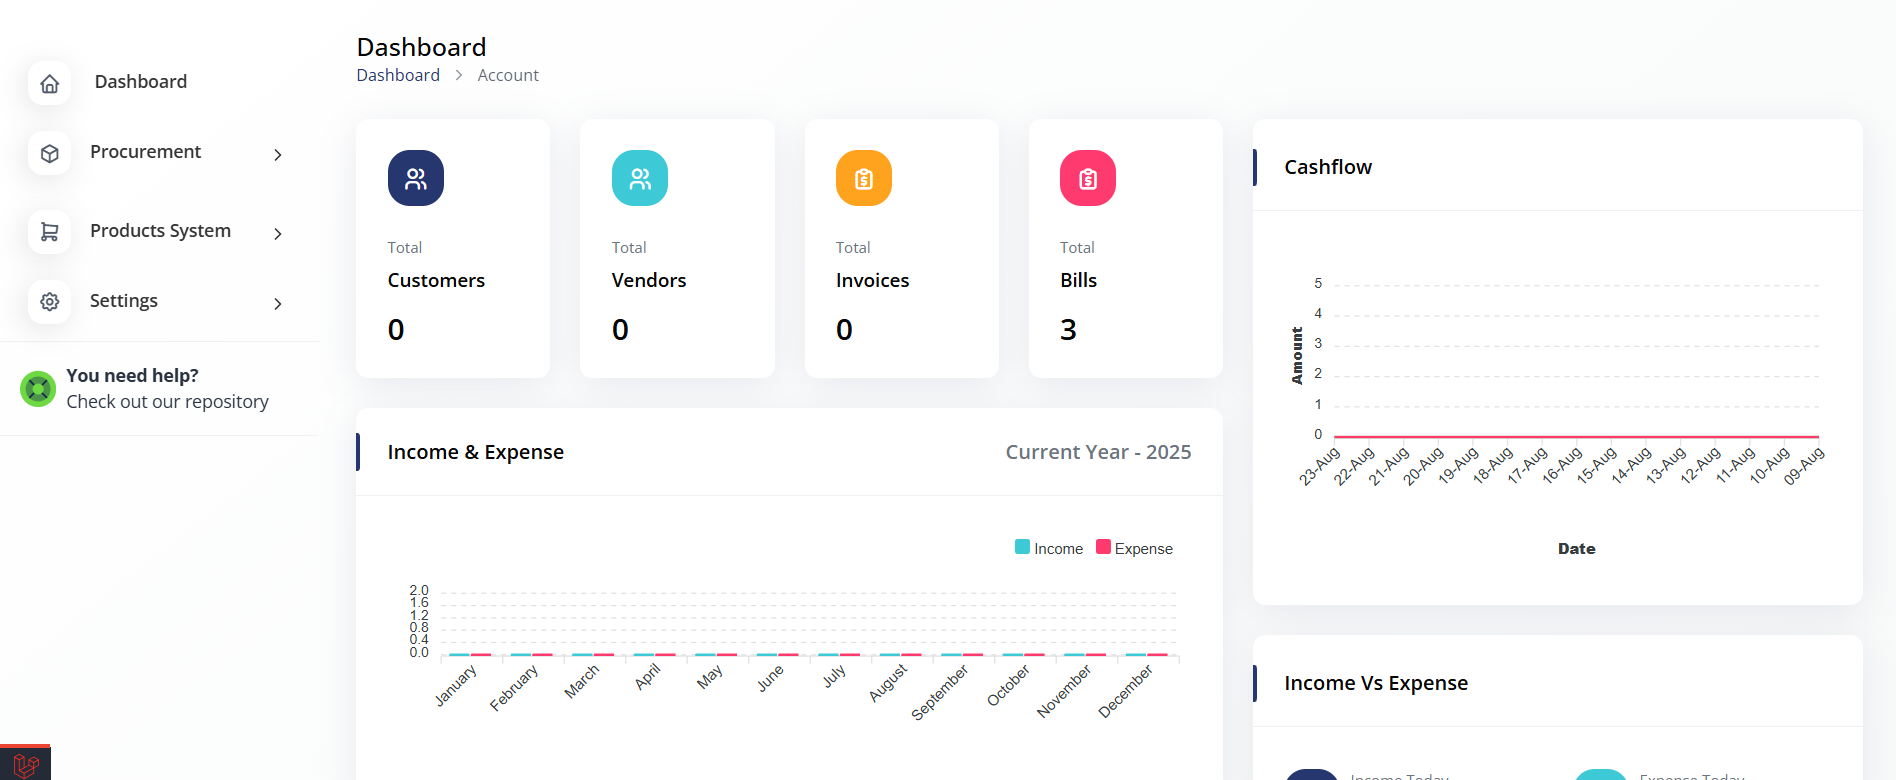 Dashboard
Procurement
Products System
Settings
You need help?
Check out our repository
Dashboard
Dashboard > Account
Total
Customers
0
Total
Vendors
0
Total
Invoices
0
Total
Bills
3
Income & Expense
Current Year - 2025
Income Expense
2.0
1.6
1.2
0.8
0.4
0.0
January February March April May June July August September October November December
Cashflow
Amount
5
4
3
2
1
0
23-Aug 22-Aug 21-Aug 20-Aug 19-Aug 18-Aug 17-Aug 16-Aug 15-Aug 14-Aug 13-Aug 12-Aug 11-Aug 10-Aug 09-Aug
Date
Income Vs Expense
Income Today
Expense Today